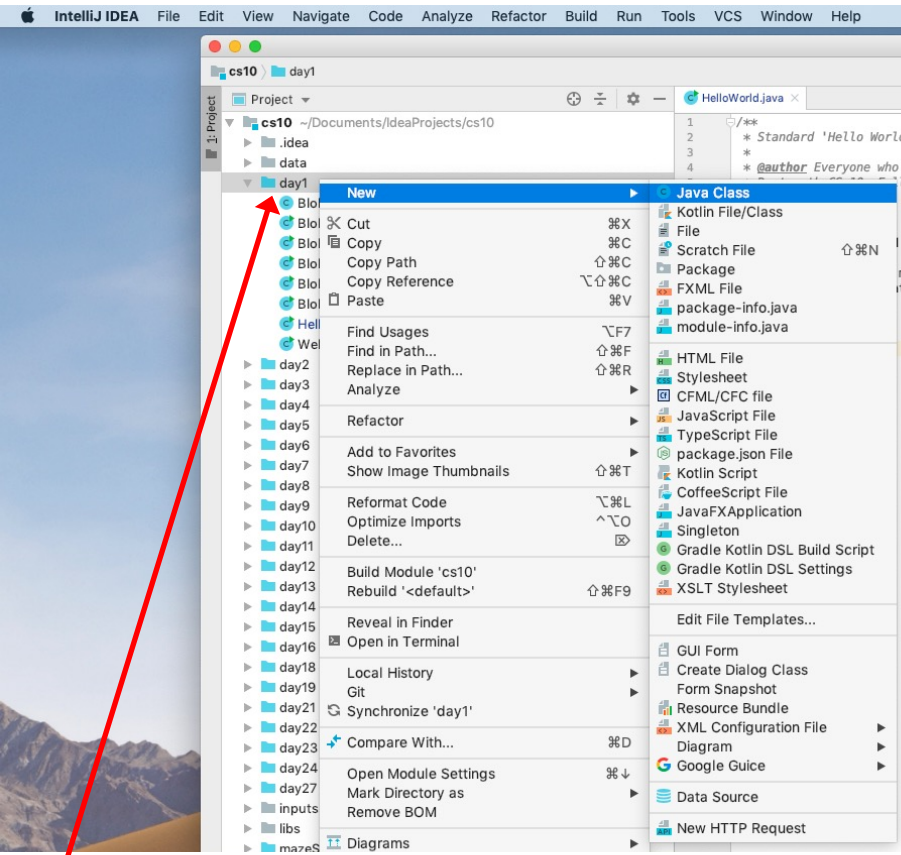 IntelliJ IDEA File Edit View Navigate Code Analyze Refactor Build Run Tools VCS Window Help
cs10 day1
1: Project
Project
HelloWorld.java
cs10 ~/Documents/IdeaProjects/cs10
.idea
data
day1
Hell
day2
day3
day4
day5
day6
day7
day8
day9
day10
day11
day12
day13
day14
day15
day16
day18
day19
day21
day22
day23
day24
day27
inputs
libs
mazeS
1 /**
2 * Standard 'Hello Worl
3 *
4 * @author Everyone who
New
Cut ⌘X
Copy ⌘C
Copy Path ⇧⌘C
Copy Reference ⌥⇧⌘C
Paste ⌘V
Find Usages ⌥F7
Find in Path... ⇧⌘F
Replace in Path... ⇧⌘R
Analyze
Refactor
Add to Favorites
Show Image Thumbnails ⇧⌘T
Reformat Code ⌥⌘L
Optimize Imports ^⌥O
Delete... ⌦
Build Module 'cs10'
Rebuild '<default>' ⇧⌘F9
Reveal in Finder
Open in Terminal
Local History
Git
Synchronize 'day1'
Compare With... ⌘D
Open Module Settings ⌘↓
Mark Directory as
Remove BOM
Diagrams
Java Class
Kotlin File/Class
File
Scratch File ⇧⌘N
Package
FXML File
package-info.java
module-info.java
HTML File
Stylesheet
CFML/CFC file
JavaScript File
TypeScript File
package.json File
Kotlin Script
CoffeeScript File
JavaFXApplication
Singleton
Gradle Kotlin DSL Build Script
Gradle Kotlin DSL Settings
XSLT Stylesheet
Edit File Templates...
GUI Form
Create Dialog Class
Form Snapshot
Resource Bundle
XML Configuration File
Diagram
Google Guice
Data Source
New HTTP Request